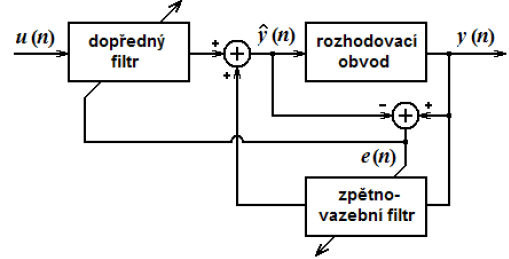 u(n)
dopředný
filtr
+
+
+
ŷ(n)
rozhodovací
obvod
y(n)
-
+
+
e(n)
zpětno-
vazební filtr